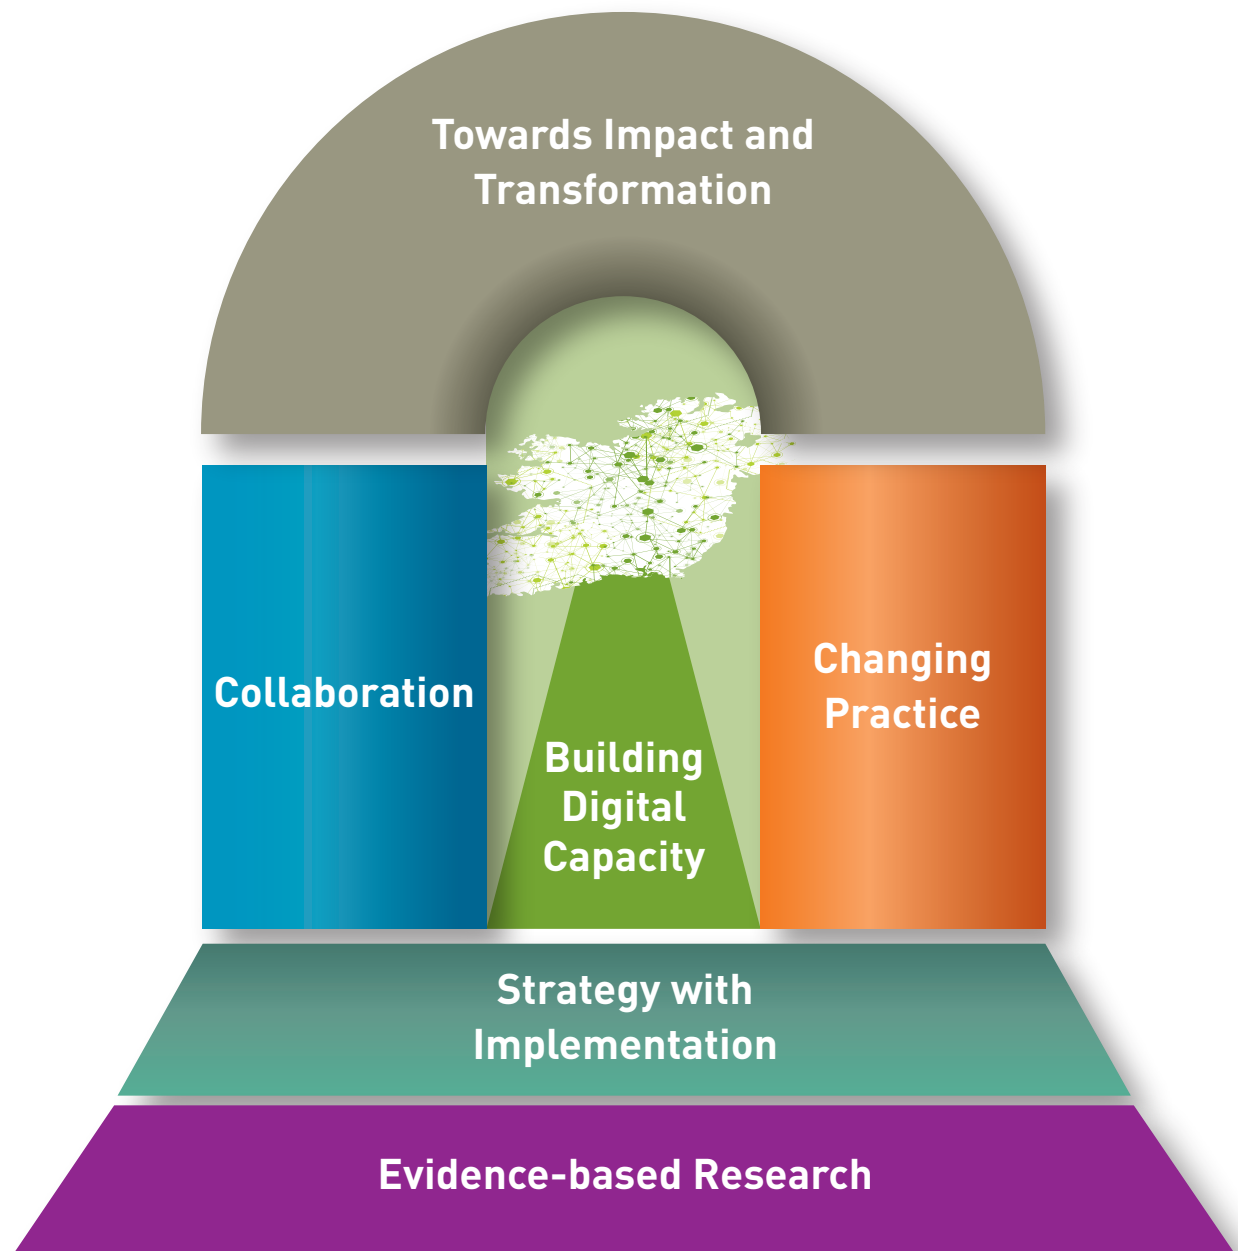 Towards Impact and
Transformation
Collaboration
Changing
Practice
Building
Digital
Capacity
Strategy with
Implementation
Evidence-based Research